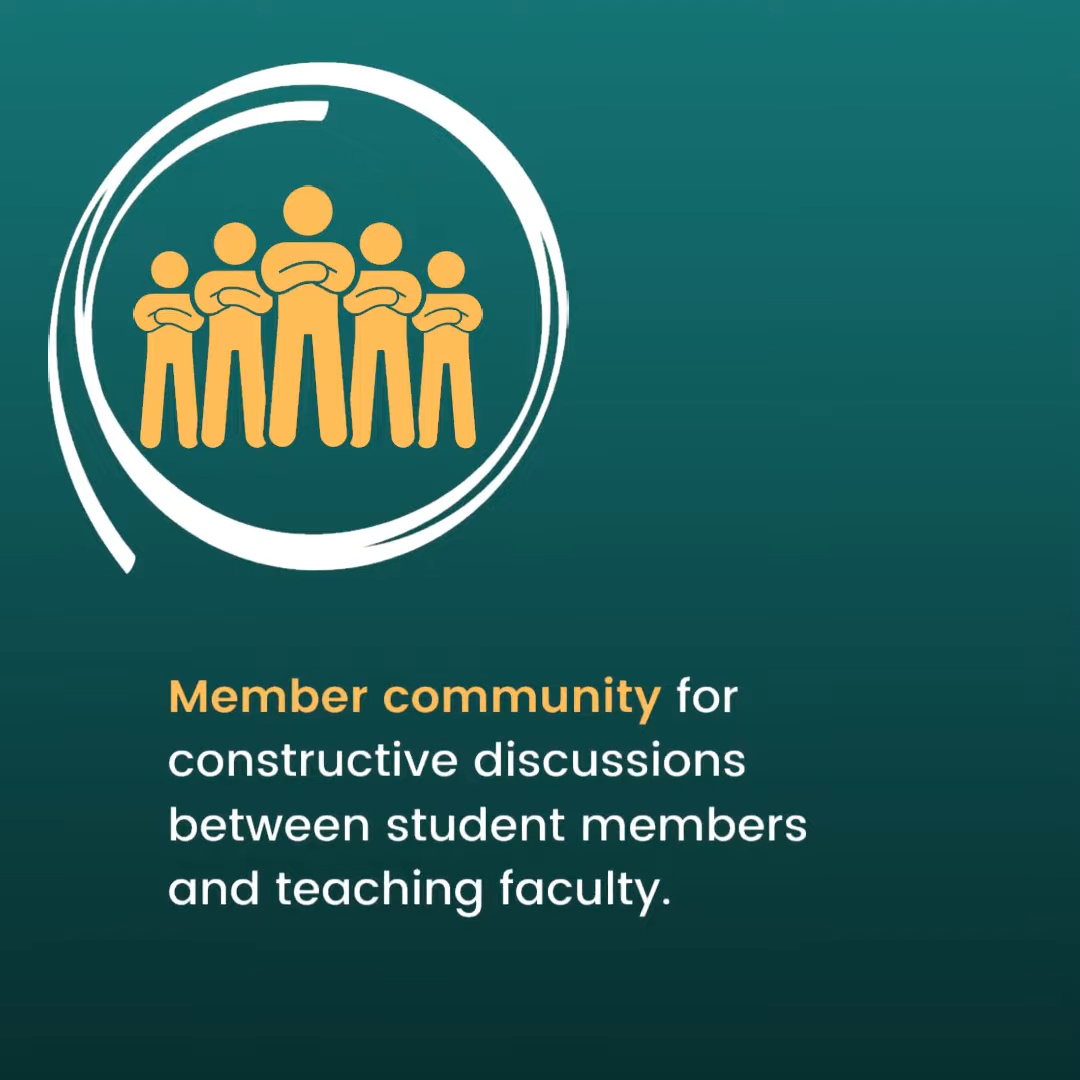 Member community for
constructive discussions
between student members
and teaching faculty.